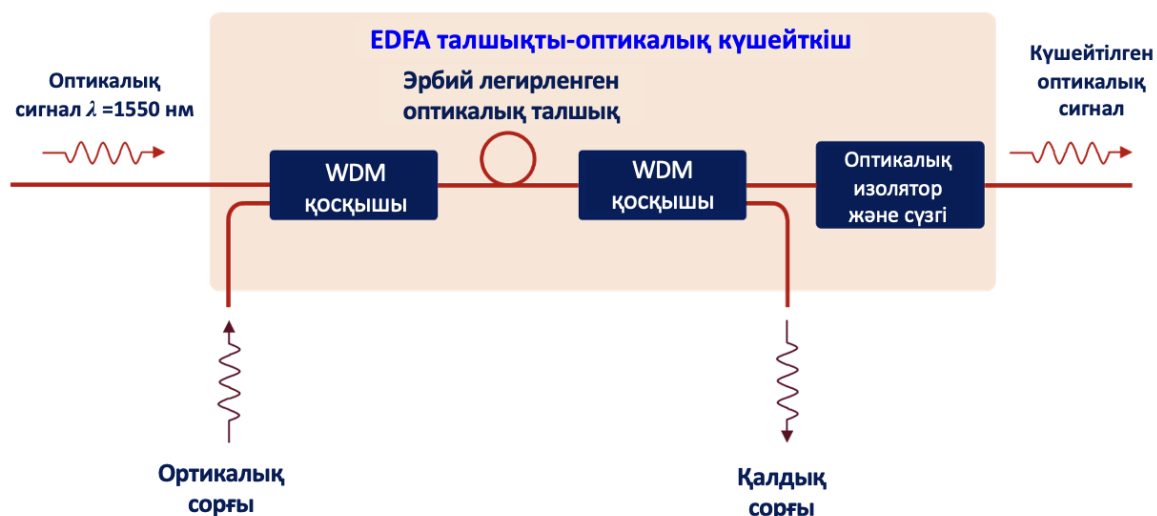 EDFA талшықты-оптикалық күшейткіш
Оптикалық
сигнал λ =1550 нм
Эрбий легирленген
оптикалық талшық
Күшейтілген
оптикалық
сигнал
WDM
қосқышы
WDM
қосқышы
Оптикалық
изолятор
және сүзгі
Ортикалық
сорғы
Қалдық
сорғы